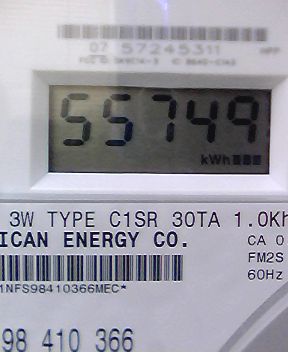 07 57245311
55749
kWh
3W TYPE C1SR 30TA 1.0Kh
ICAN ENERGY CO.
CA 0
FM2S
60Hz
1NFS98410366MEC*
98 410 366